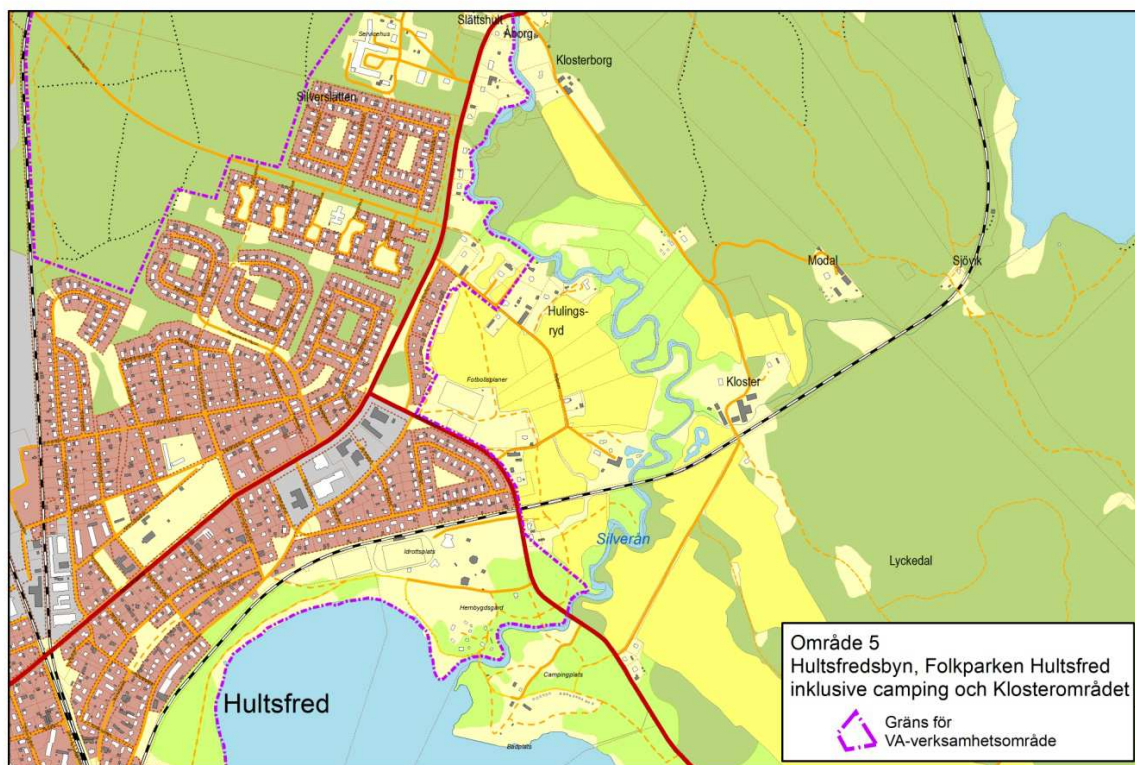 Slättshult
Åborg
Servicehus
Klosterborg
Silverslätten
Modal
Sjövik
Hulings-
ryd
Fotbollsplaner
Kloster
Silverån
Idrottsplats
Lyckedal
Hembygdsgård
Campingplats
Hultsfred
Badplats
Område 5
Hultsfredsbyn, Folkparken Hultsfred
inklusive camping och Klosterområdet
Gräns för
VA-verksamhetsområde